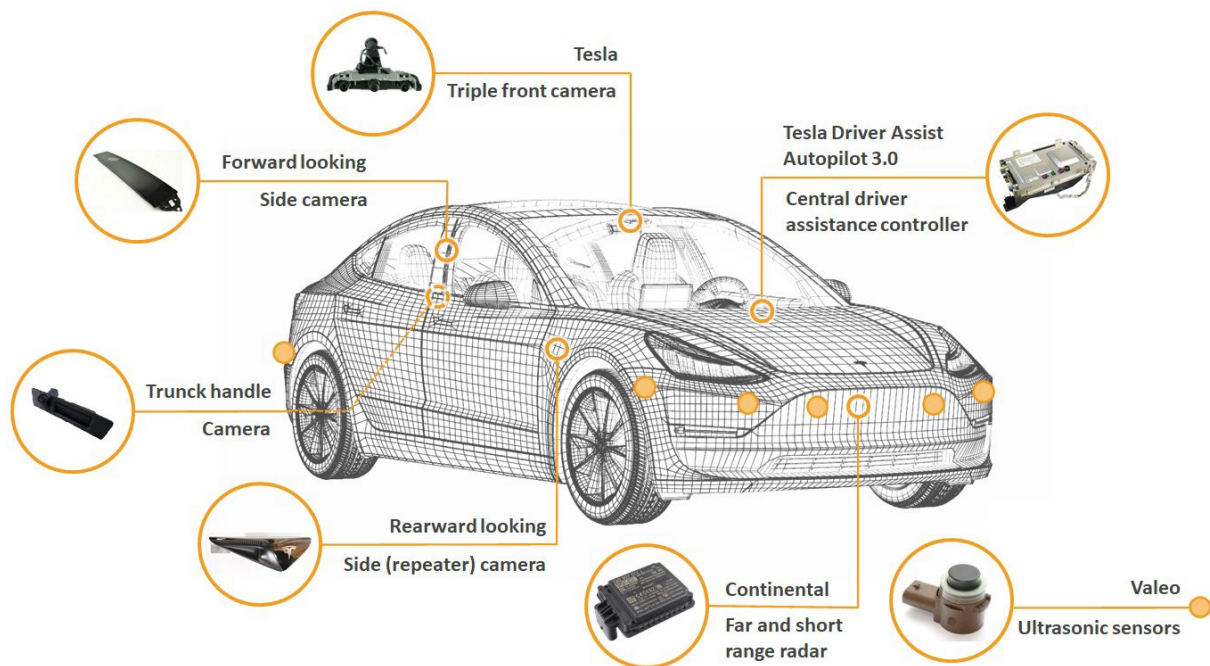 Tesla
Triple front camera
Forward looking
Side camera
Tesla Driver Assist
Autopilot 3.0
Central driver
assistance controller
Trunck handle
Camera
Rearward looking
Side (repeater) camera
Continental
Far and short
range radar
Valeo
Ultrasonic sensors